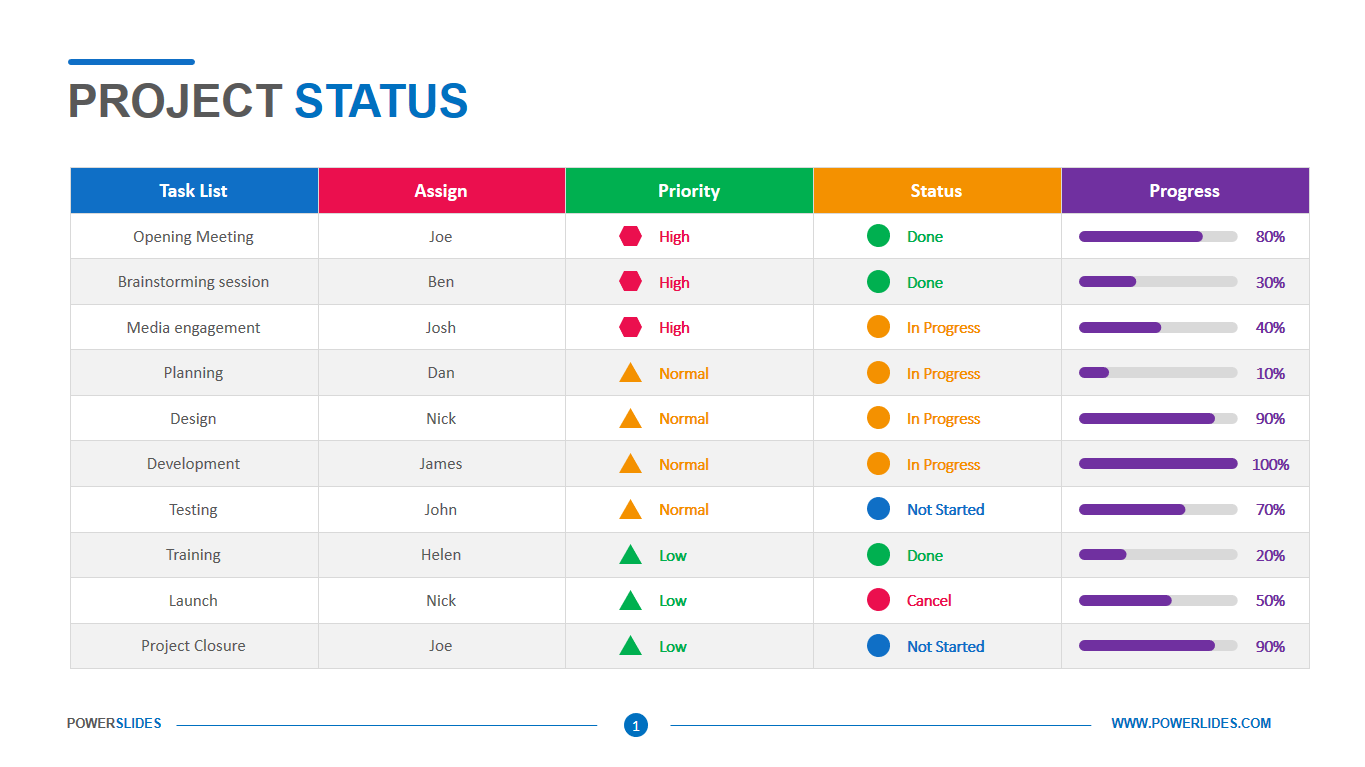 PROJECT STATUS
Task List Assign Priority Status Progress
Opening Meeting Joe High Done 80%
Brainstorming session Ben High Done 30%
Media engagement Josh High In Progress 40%
Planning Dan Normal In Progress 10%
Design Nick Normal In Progress 90%
Development James Normal In Progress 100%
Testing John Normal Not Started 70%
Training Helen Low Done 20%
Launch Nick Low Cancel 50%
Project Closure Joe Low Not Started 90%
POWERSLIDES 1 WWW.POWERLIDES.COM